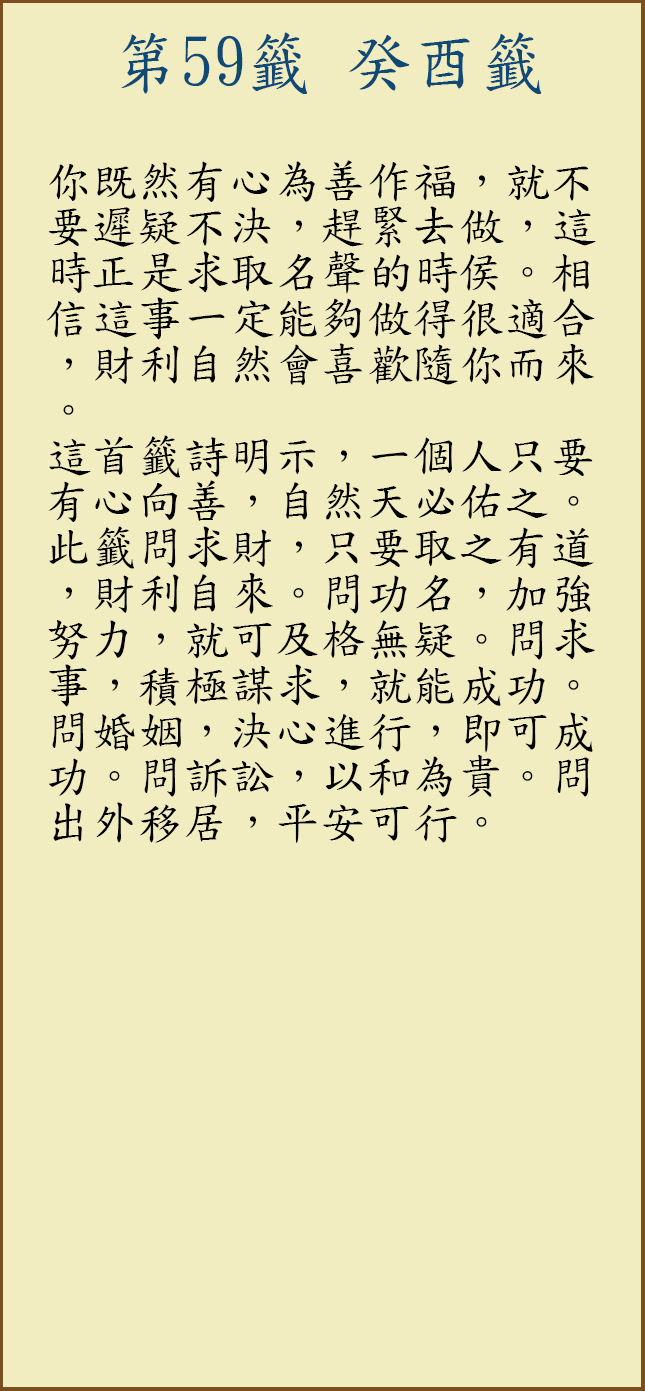 第59籤 癸酉籤
你既然有心為善作福，就不
要遲疑不決，趕緊去做，這
時正是求取名聲的時侯。相
信這事一定能夠做得很適合
，財利自然會喜歡隨你而來
。
這首籤詩明示，一個人只要
有心向善，自然天必佑之。
此籤問求財，只要取之有道
，財利自來。問功名，加強
努力，就可及格無疑。問求
事，積極謀求，就能成功。
問婚姻，決心進行，即可成
功。問訴訟，以和為貴。問
出外移居，平安可行。